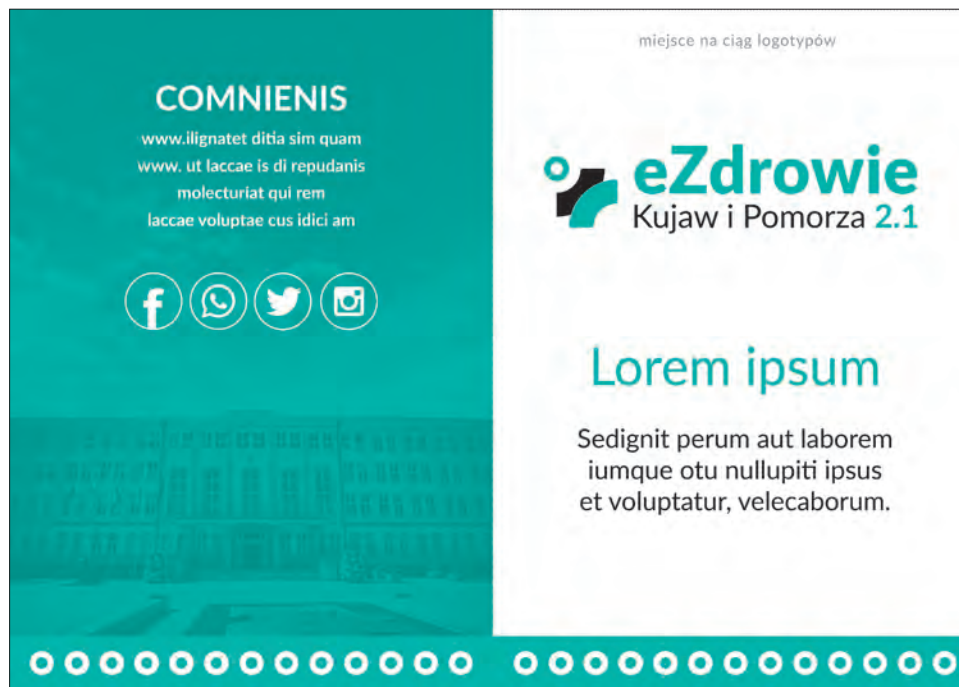 COMNIENIS
www.ilignatet ditia sim quam
www. ut laccae is di repudanis
molecturiat qui rem
laccae voluptae cus idici am
miejsce na ciąg logotypów
eZdrowie
Kujaw i Pomorza 2.1
Lorem ipsum
Sedignit perum aut laborem
iumque otu nullupiti ipsus
et voluptatur, velecaborum.